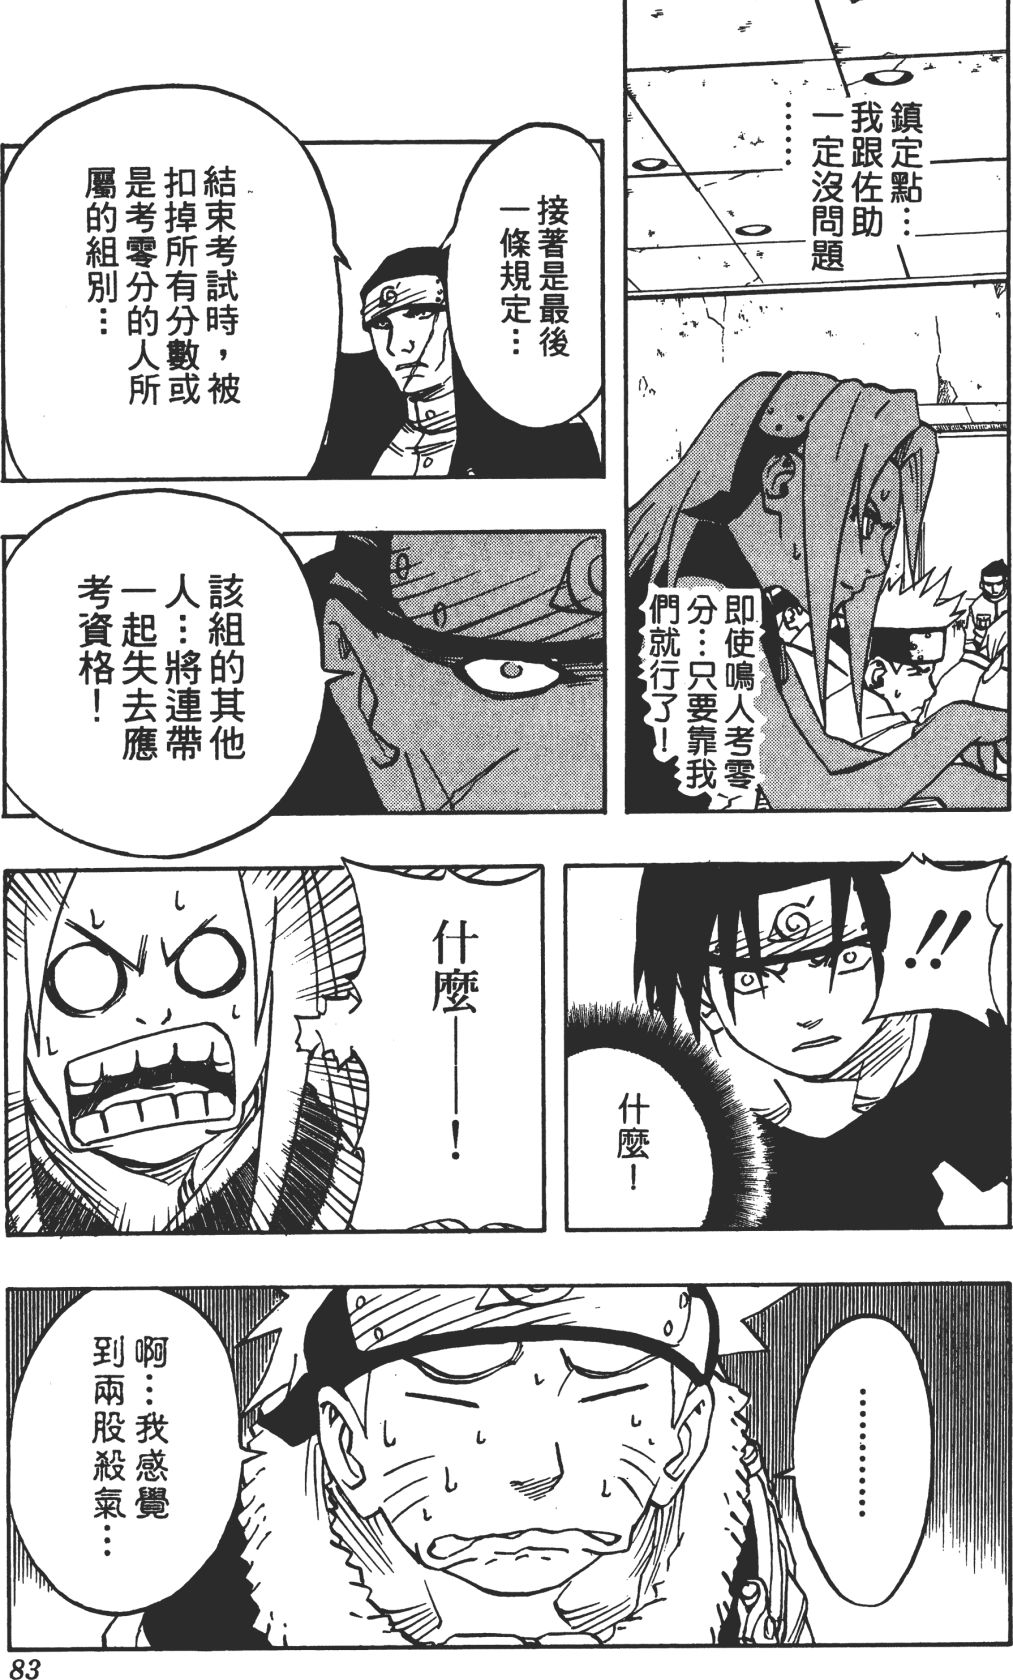 鎮定點…
我跟佐助
一定沒問題
……
即使鳴人考零
分…只要靠我
們就行了！
接著是最後
一條規定…
結束考試時，被
扣掉所有分數或
是考零分的人所
屬的組別…
該組的其他
人…將連帶
一起失去應
考資格！
!!
什麼！
什麼——！
…………
啊…我感覺
到兩股殺氣…
83